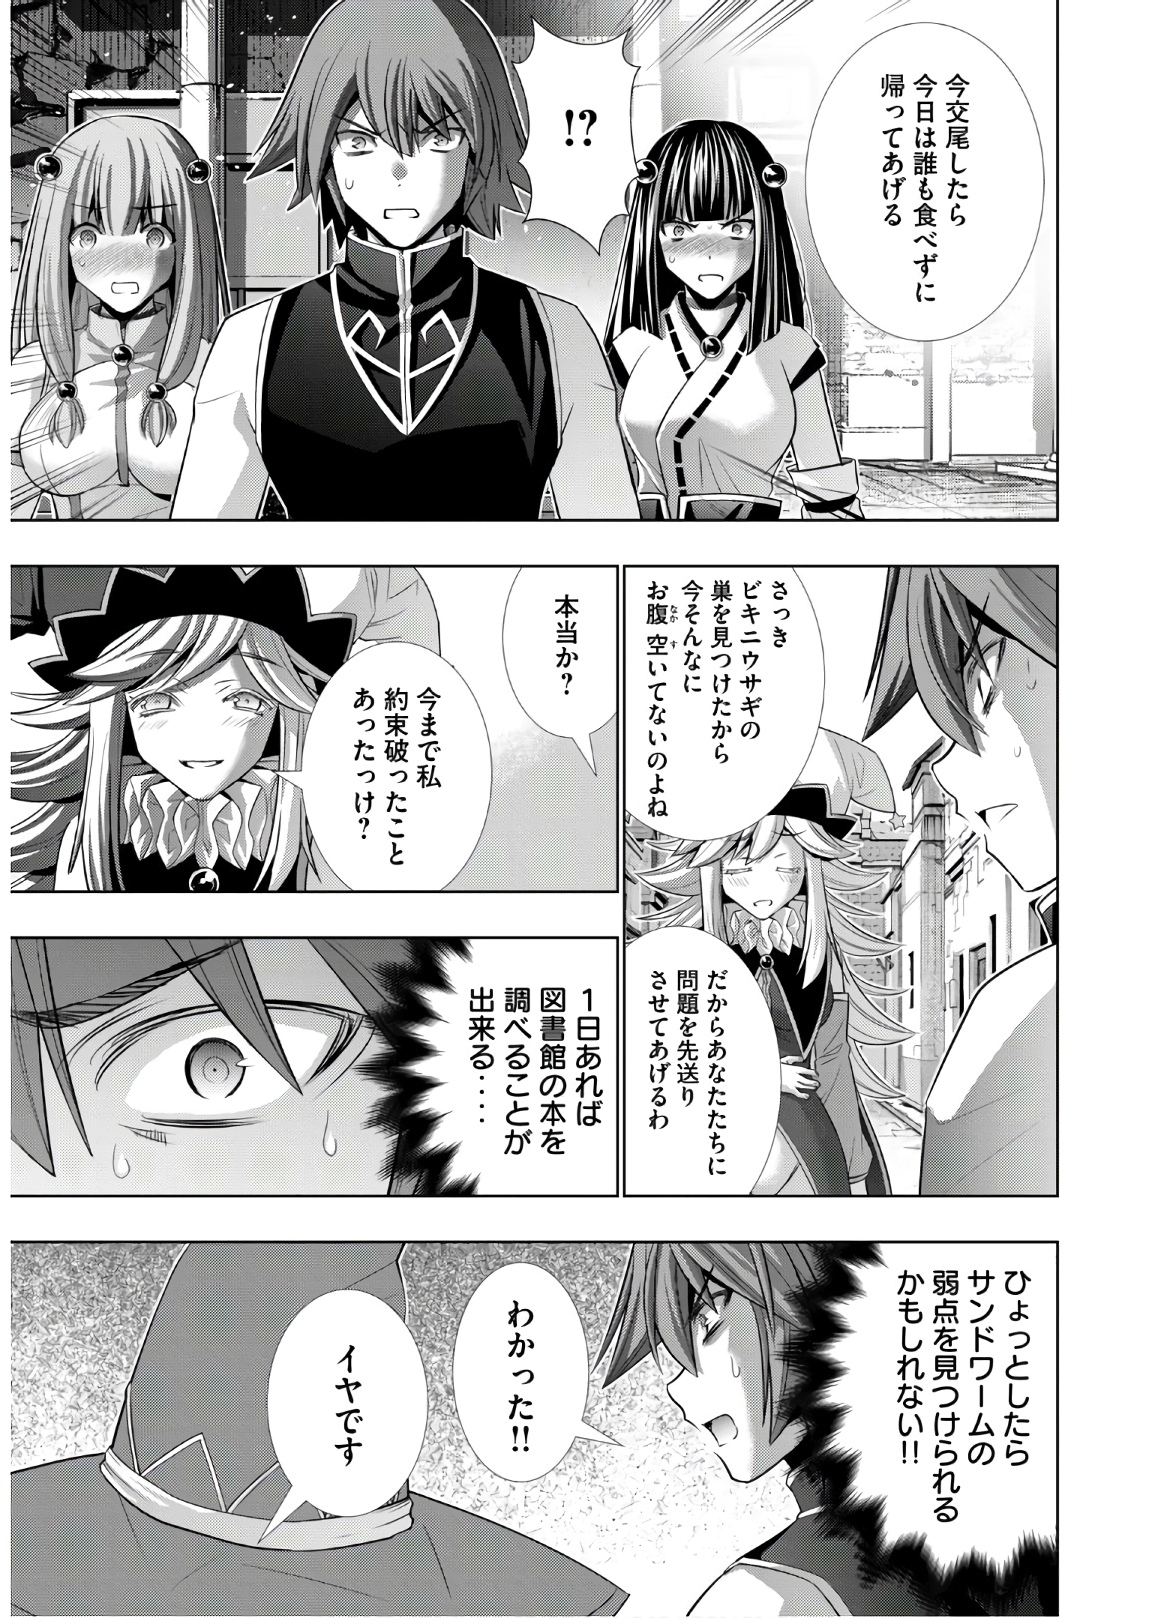 今交尾したら
今日は誰も食べずに
帰ってあげる
!?
さっき
ビキニウサギの
巣を見つけたから
今そんなに
お腹空いてないのよね
なか
す
だからあなたたちに
問題を先送り
させてあげるわ
本当か?
今まで私
約束破ったこと
あったっけ?
1日あれば
図書館の本を
調べることが
出来る‥‥
ひょっとしたら
サンドワームの
弱点を見つけられる
かもしれない!!
わかった!!
イヤです